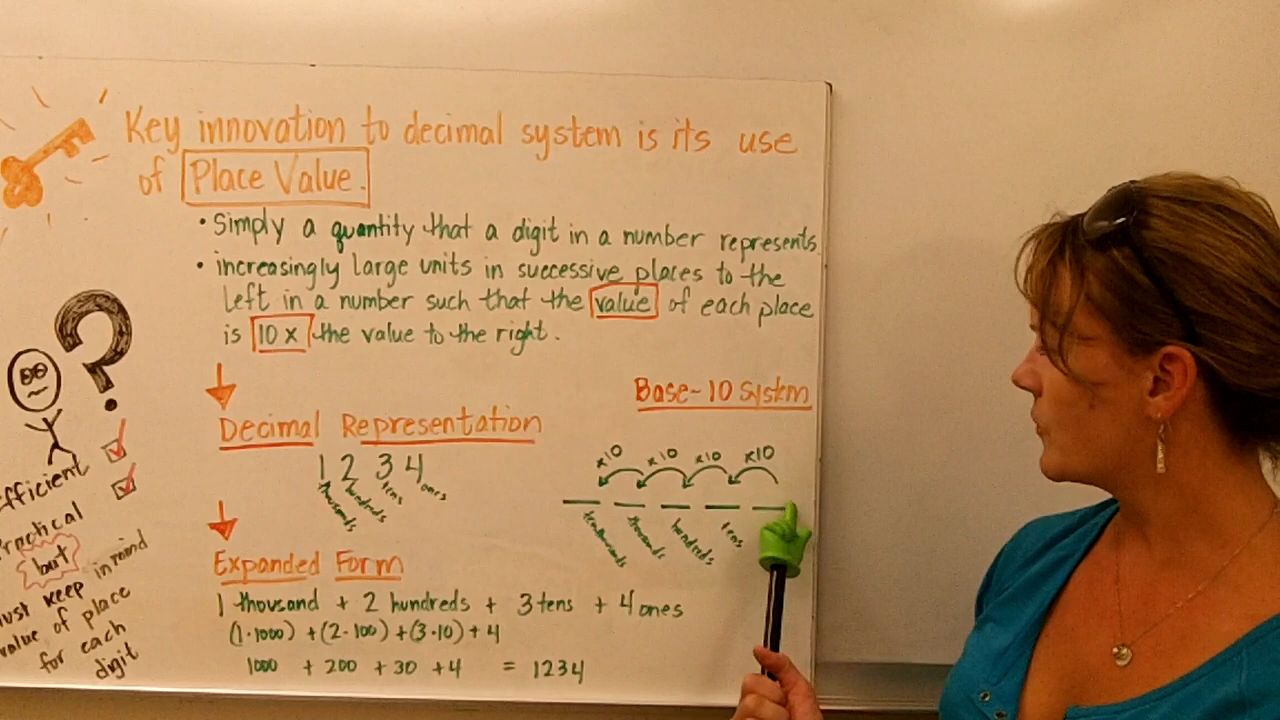 Key innovation to decimal system is its use
of Place Value.
• Simply a quantity that a digit in a number represents
• increasingly large units in successive places to the
left in a number such that the value of each place
is 10 x the value to the right.
Decimal Representation
1 2 3 4
thousands hundreds tens ones
Base-10 System
x10 x10 x10 x10
tenthousands thousands hundreds tens
Expanded Form
1 thousand + 2 hundreds + 3 tens + 4 ones
(1·1000) + (2·100) + (3·10) + 4
1000 + 200 + 30 + 4 = 1234
?
but
keep in mind
value of place
for each
digit